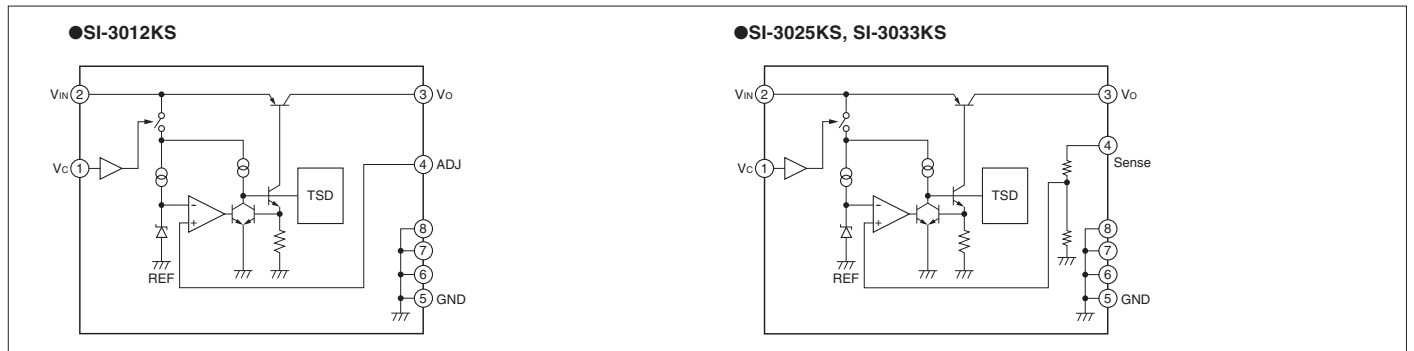 ●SI-3012KS
VIN 2
3 VO
VC 1
4 ADJ
TSD
−
+
REF
8
7
6
5 GND
●SI-3025KS, SI-3033KS
VIN 2
3 VO
4
Sense
VC 1
TSD
−
+
REF
8
7
6
5 GND